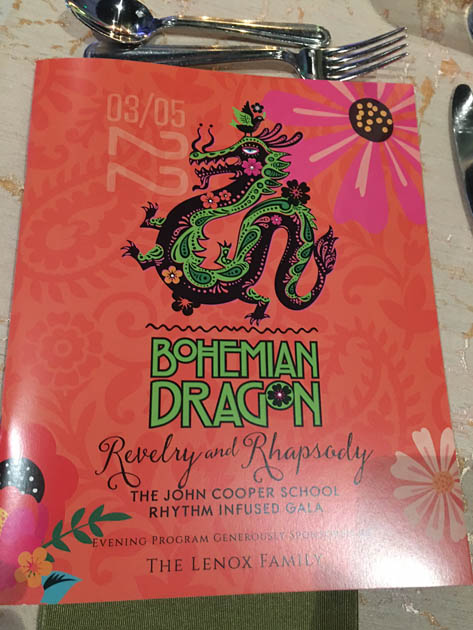 03/05
22
BOHEMIAN
DRAGON
Revelry and Rhapsody
THE JOHN COOPER SCHOOL
RHYTHM INFUSED GALA
EVENING PROGRAM GENEROUSLY
THE LENOX FAMILY